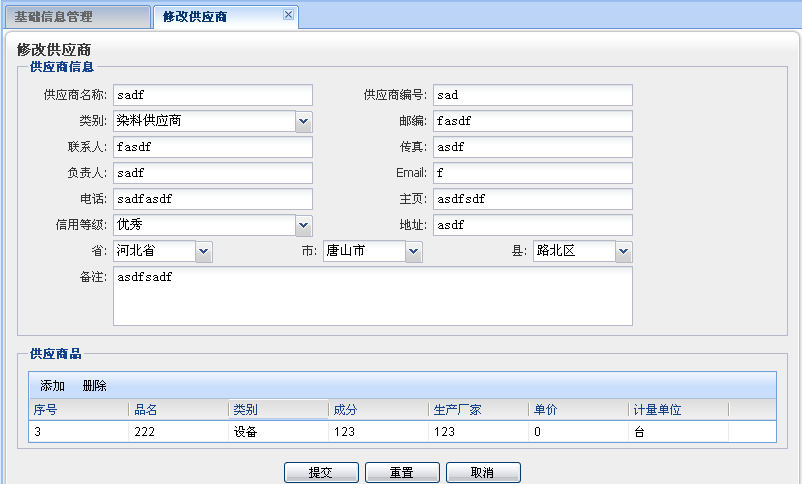 基础信息管理 修改供应商
修改供应商
供应商信息
供应商名称: sadf 供应商编号: sad
类别: 染料供应商 邮编: fasdf
联系人: fasdf 传真: asdf
负责人: sadf Email: f
电话: sadfasdf 主页: asdfsdf
信用等级: 优秀 地址: asdf
省: 河北省 市: 唐山市 县: 路北区
备注: asdfsadf
供应商品
添加 删除
序号 品名 类别 成分 生产厂家 单价 计量单位
3 222 设备 123 123 0 台
提交 重置 取消